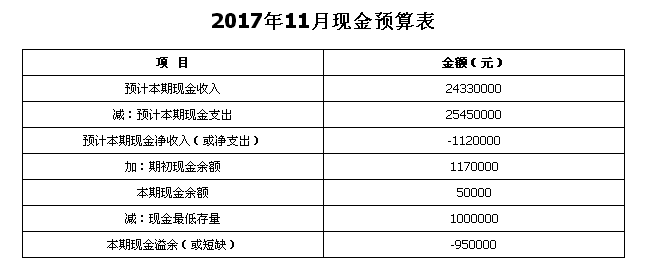 2017年11月现金预算表
项 目 金额（元）
预计本期现金收入 24330000
减：预计本期现金支出 25450000
预计本期现金净收入（或净支出） -1120000
加：期初现金余额 1170000
本期现金余额 50000
减：现金最低存量 1000000
本期现金溢余（或短缺） -950000